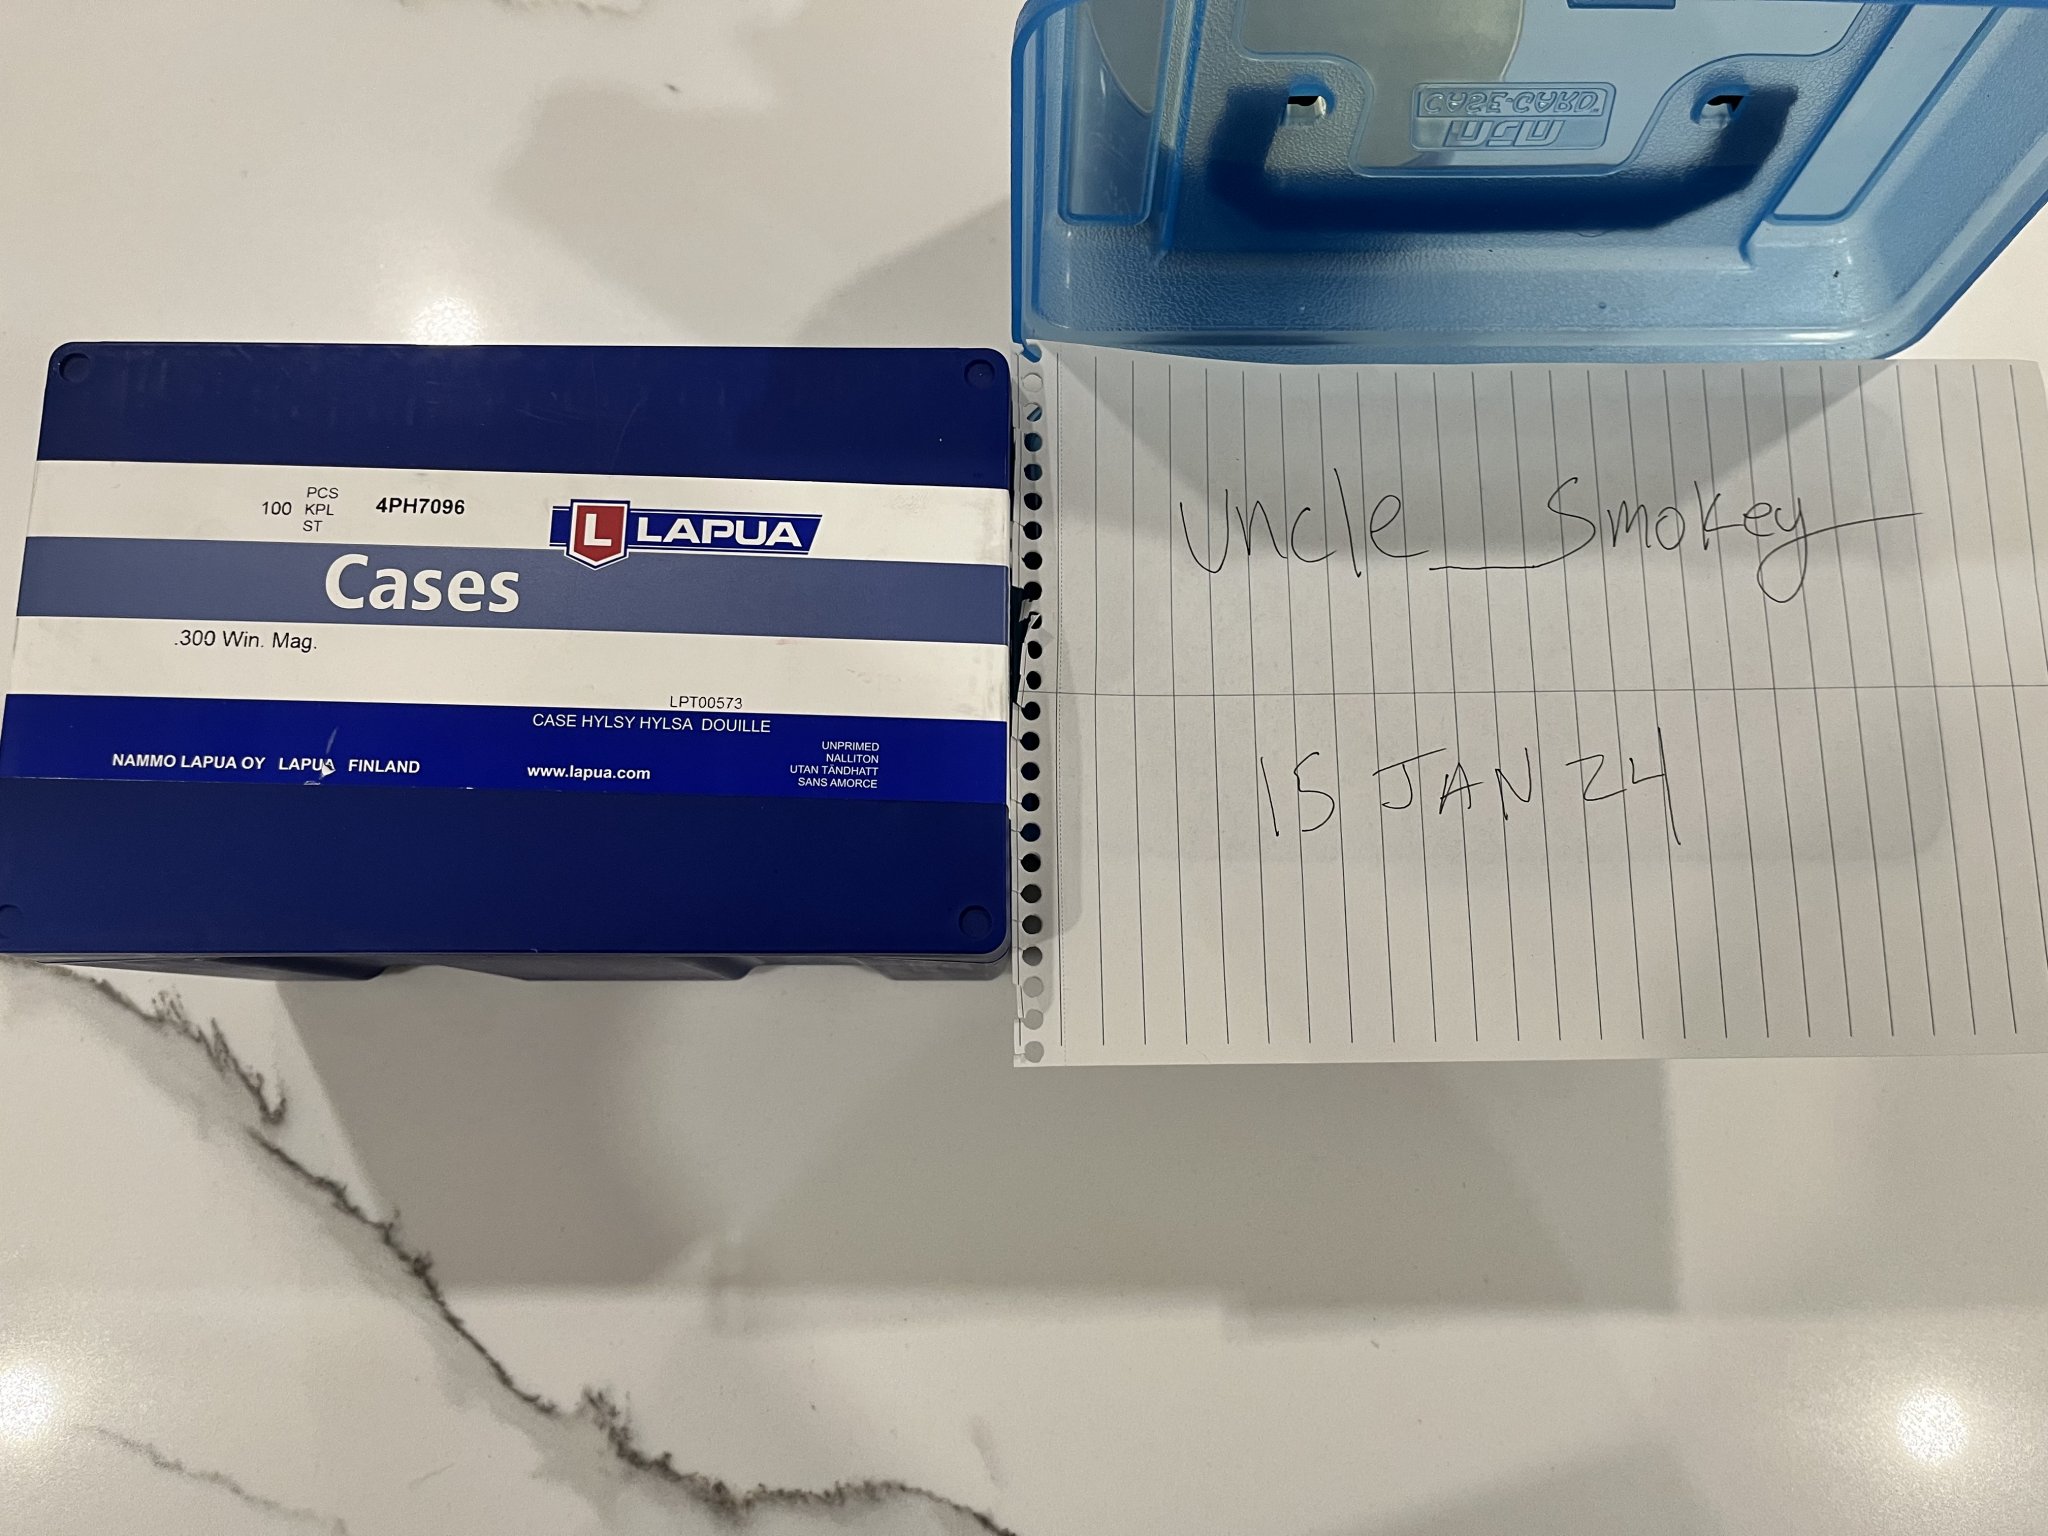 CASE-GARD™
MTM
PCS
100 KPL
ST
4PH7096
L LAPUA
Cases
.300 Win. Mag.
LPT00573
CASE HYLSY HYLSA DOUILLE
UNPRIMED
NALLITON
UTAN TÄNDHATT
SANS AMORCE
NAMMO LAPUA OY LAPUA FINLAND
www.lapua.com
Uncle_Smokey
15 JAN 24